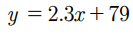 y = 2.3x + 79